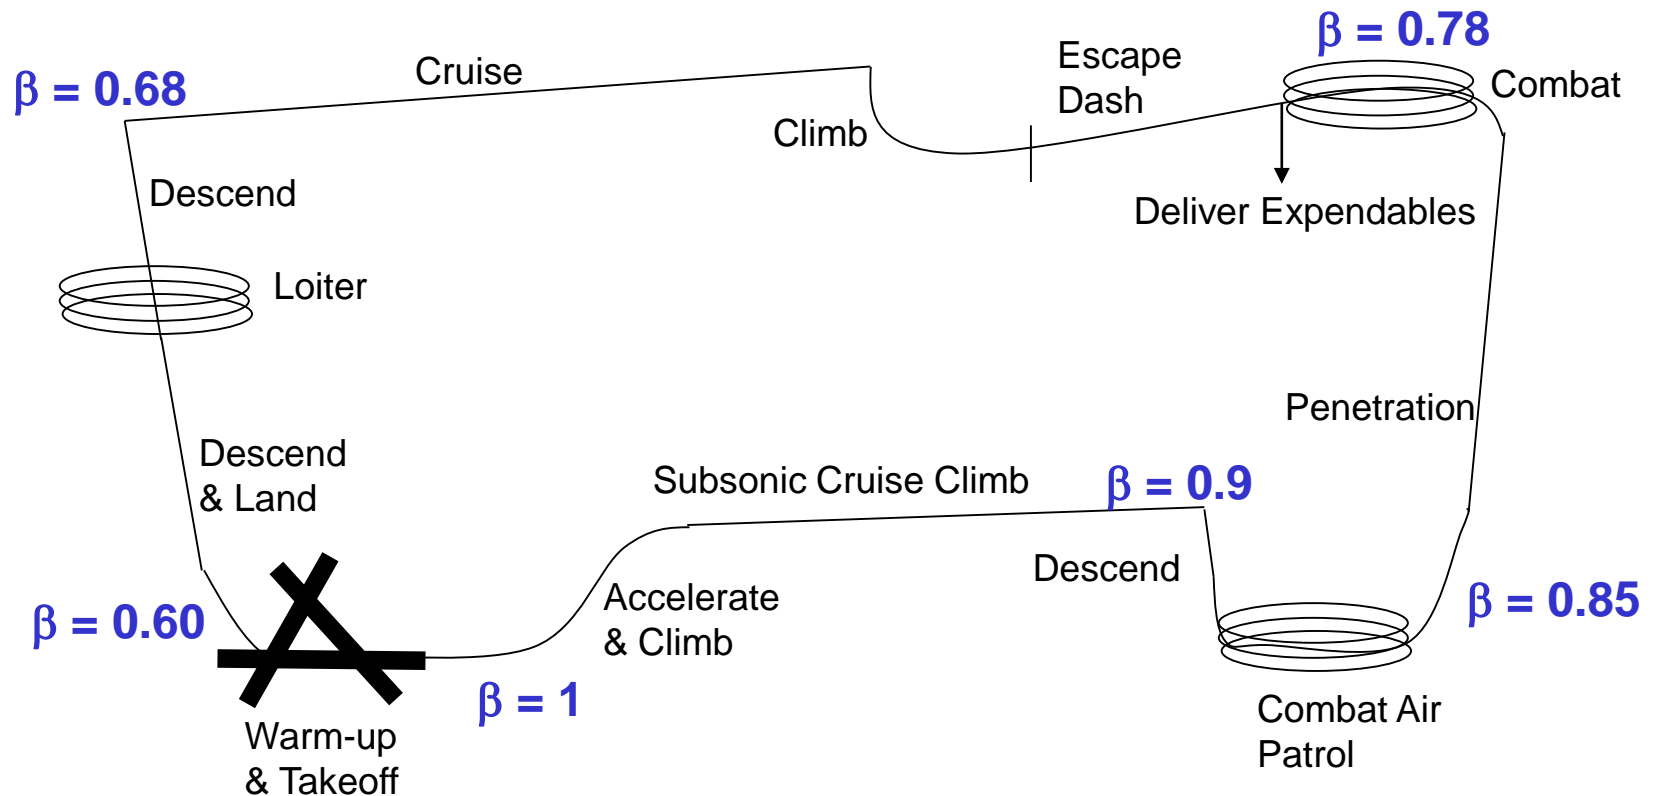 β = 0.78
Escape
Dash
Combat
Cruise
β = 0.68
Climb
Descend
Deliver Expendables
Loiter
Penetration
Descend
& Land
Subsonic Cruise Climb
β = 0.9
Descend
Accelerate
& Climb
β = 0.85
β = 0.60
β = 1
Combat Air
Patrol
Warm-up
& Takeoff